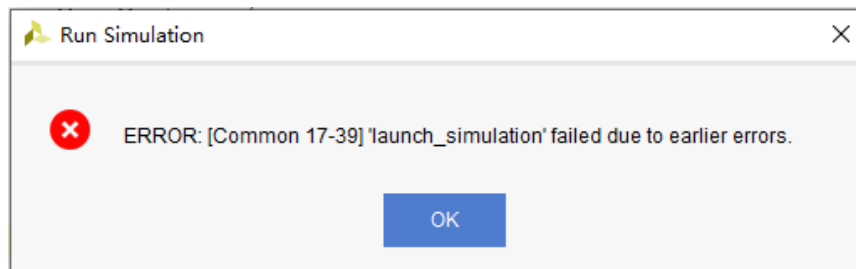 Run Simulation
ERROR: [Common 17-39] 'launch_simulation' failed due to earlier errors.
OK